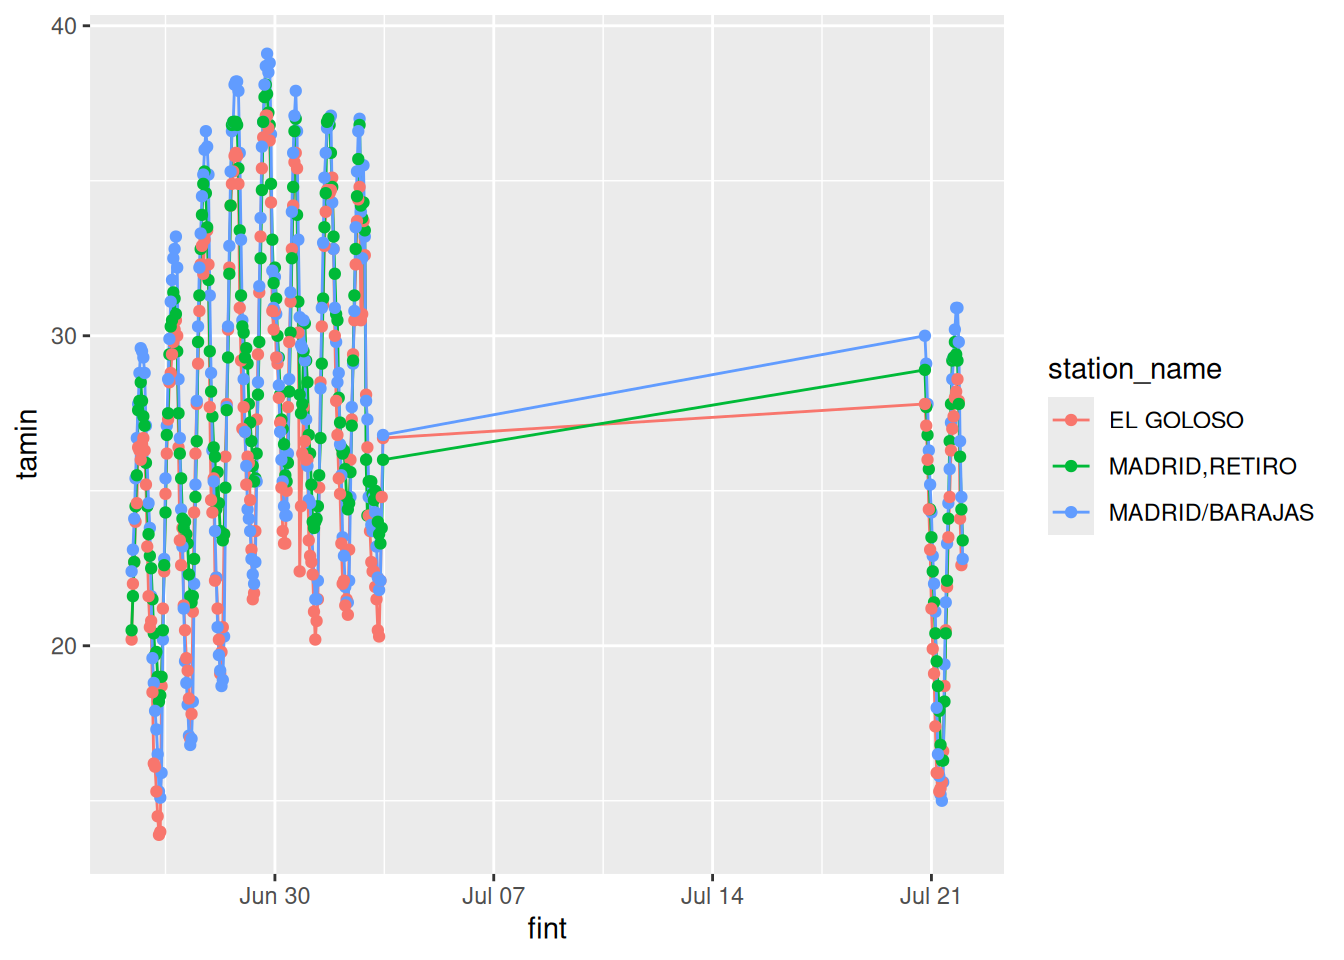 40
30
20
tamin
Jun 30
Jul 07
Jul 14
Jul 21
fint
station_name
EL GOLOSO
MADRID,RETIRO
MADRID/BARAJAS